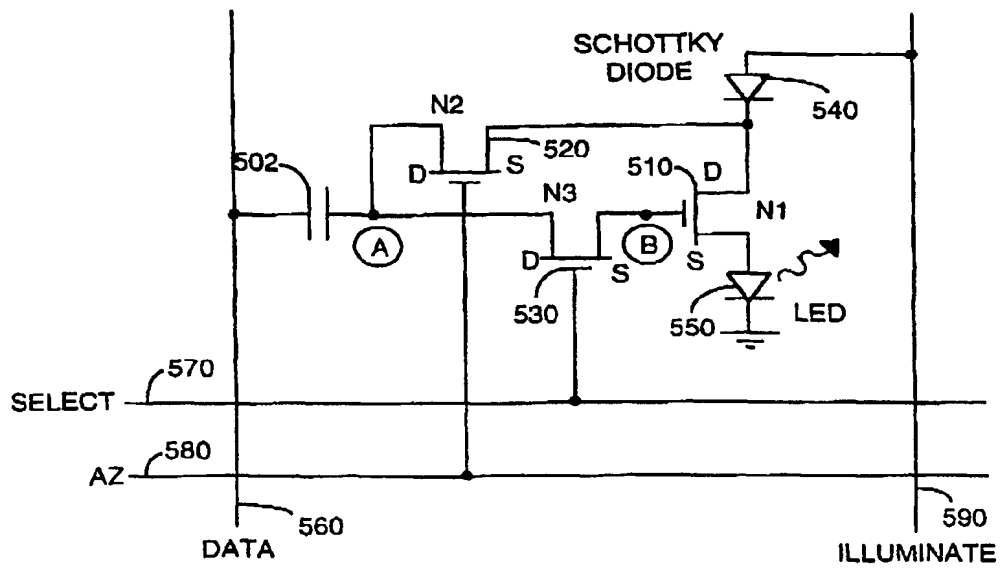 SCHOTTKY
DIODE
540
N2
502
D
S
520
510
D
N3
N1
A
B
D
S
S
530
550
LED
570
SELECT
580
AZ
560
590
DATA
ILLUMINATE